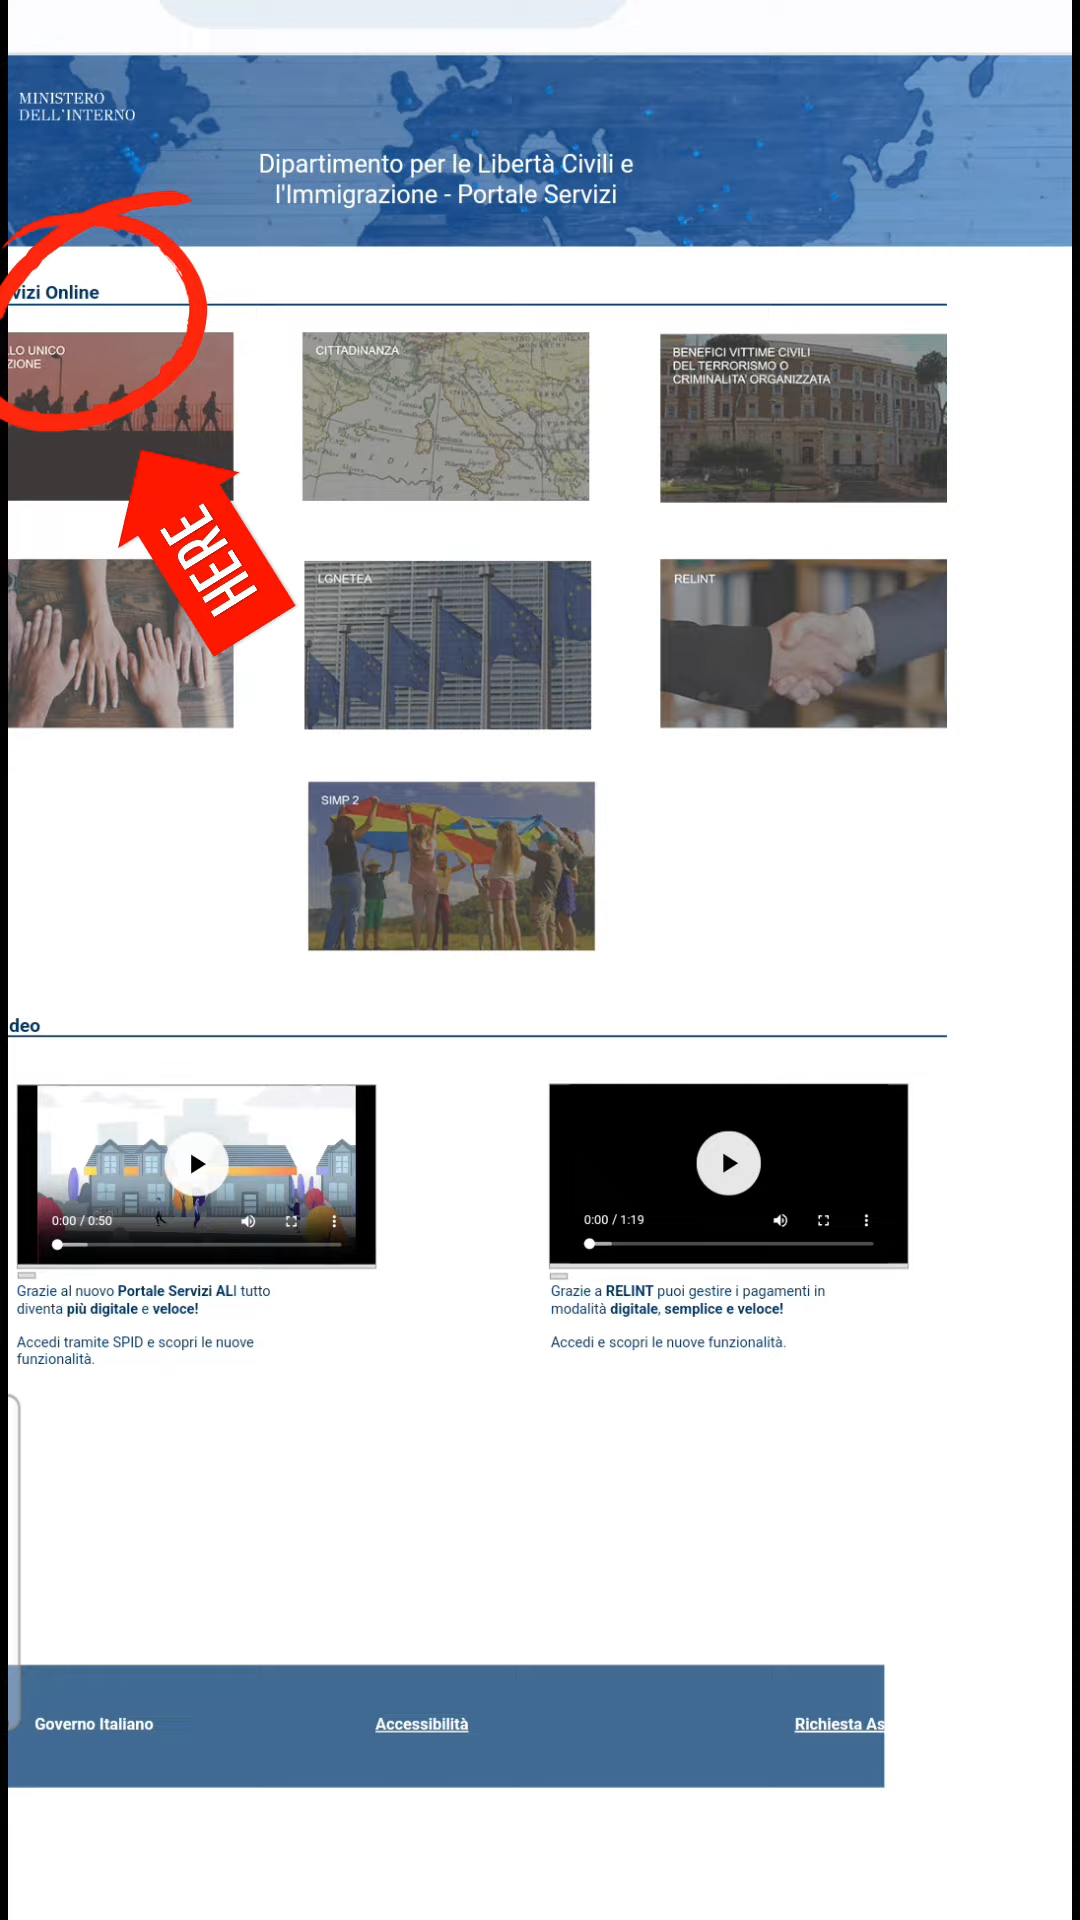 MINISTERO
DELL'INTERNO
Dipartimento per le Libertà Civili e
l'Immigrazione - Portale Servizi
vizi Online
LO UNICO
ZIONE
CITTADINANZA
BENEFICI VITTIME CIVILI
DEL TERRORISMO O
CRIMINALITA' ORGANIZZATA
HERE
LGNETEA
RELINT
SIMP 2
deo
0:00 / 0:50
0:00 / 1:19
Grazie al nuovo Portale Servizi ALI tutto
diventa più digitale e veloce!
Accedi tramite SPID e scopri le nuove
funzionalità.
Grazie a RELINT puoi gestire i pagamenti in
modalità digitale, semplice e veloce!
Accedi e scopri le nuove funzionalità.
Governo Italiano
Accessibilità
Richiesta As